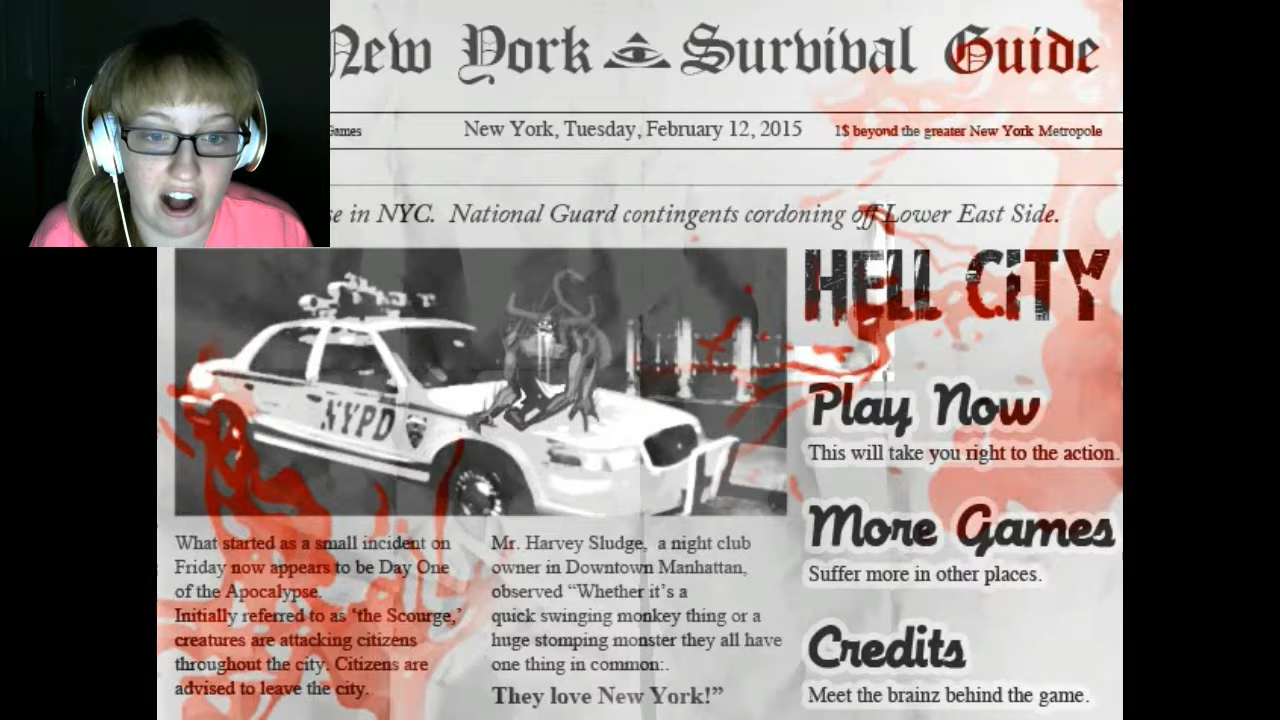 New York Survival Guide
Games
New York, Tuesday, February 12, 2015
1$ beyond the greater New York Metropole
in NYC. National Guard contingents cordoning off Lower East Side.
HELL CiTY
NYPD
Play Now
This will take you right to the action.
More Games
Suffer more in other places.
Credits
Meet the brainz behind the game.
What started as a small incident on
Friday now appears to be Day One
of the Apocalypse.
Initially referred to as ‘the Scourge,’
creatures are attacking citizens
throughout the city. Citizens are
advised to leave the city.
Mr. Harvey Sludge, a night club
owner in Downtown Manhattan,
observed “Whether it’s a
quick swinging monkey thing or a
huge stomping monster they all have
one thing in common:.
They love New York!”